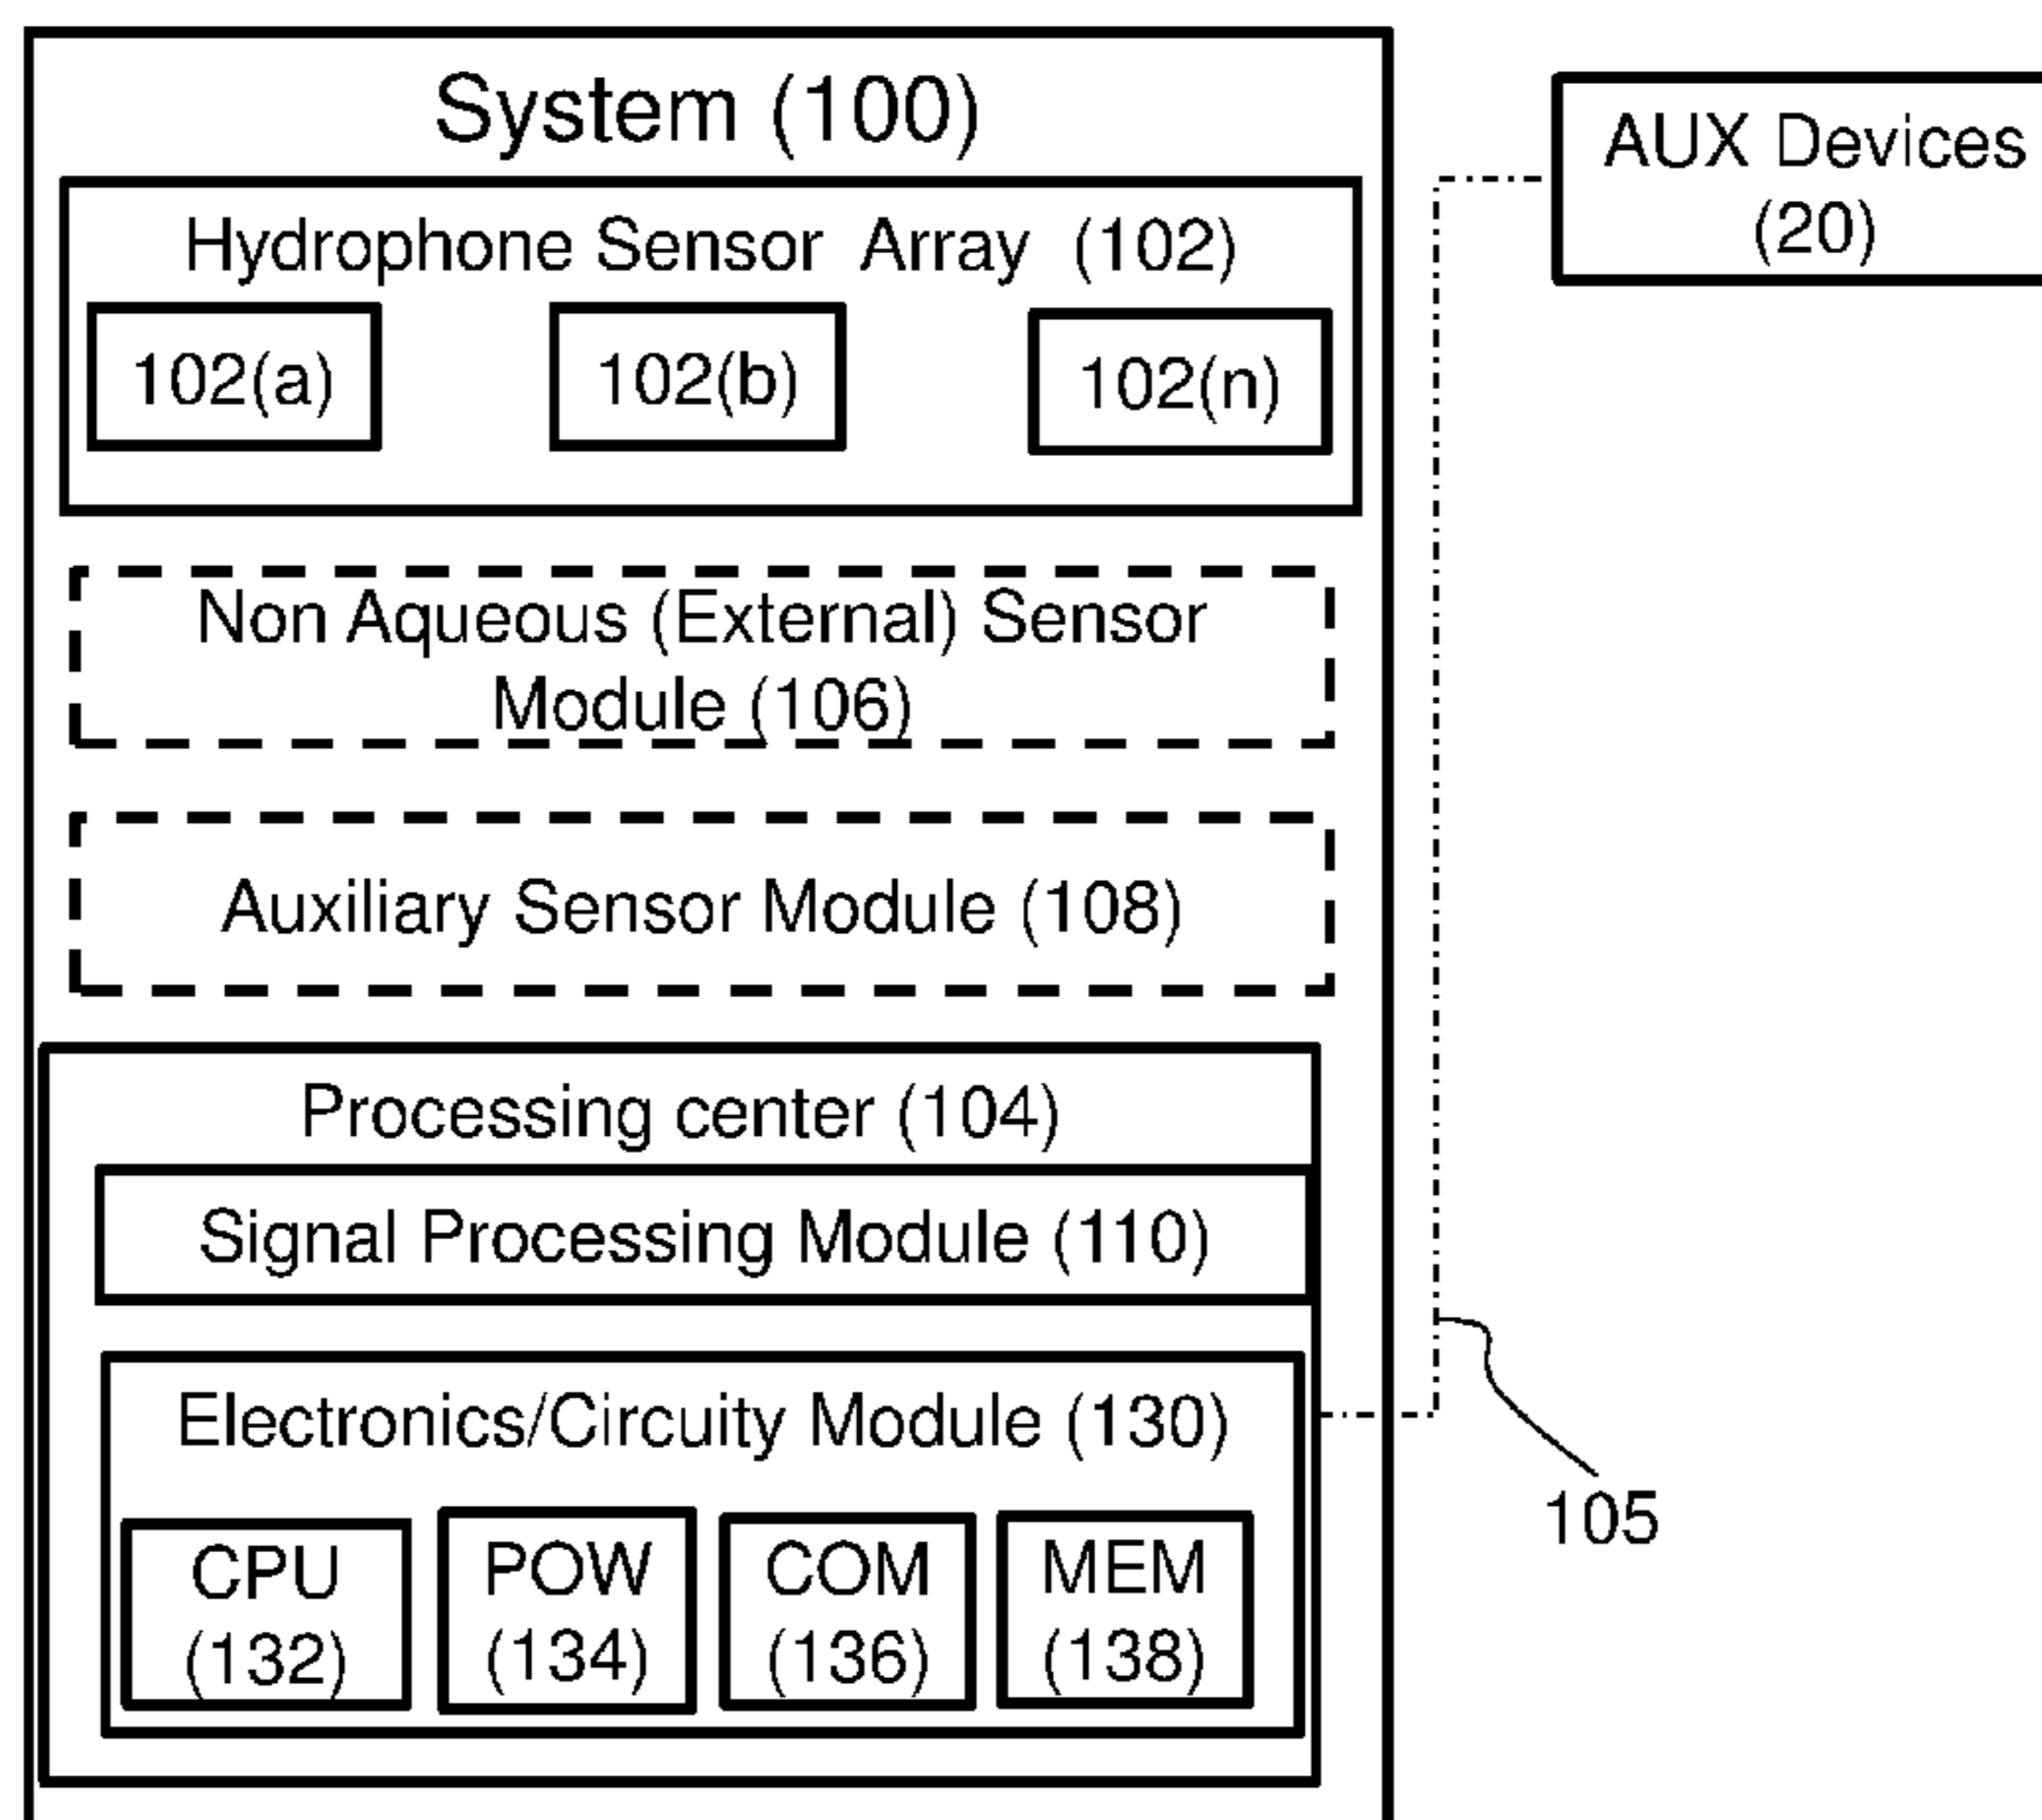 System (100)
AUX Devices
(20)
Hydrophone Sensor Array (102)
102(a)
102(b)
102(n)
Non Aqueous (External) Sensor
Module (106)
Auxiliary Sensor Module (108)
Processing center (104)
Signal Processing Module (110)
Electronics/Circuity Module (130)
CPU
(132)
POW
(134)
COM
(136)
MEM
(138)
105